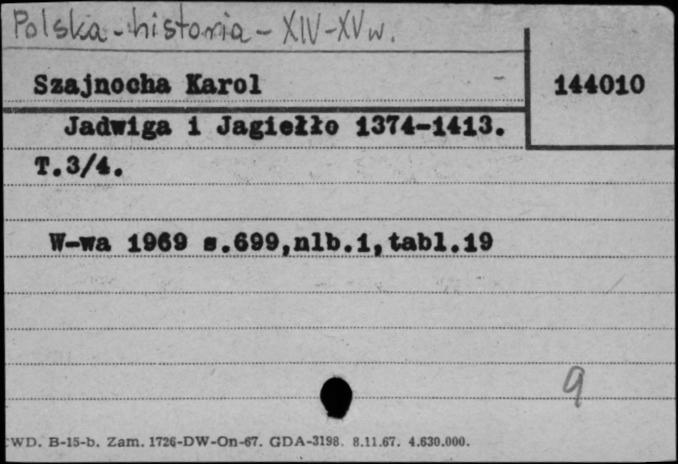 Polska - historia - XIV-XV w.
Szajnocha Karol
144010
Jadwiga i Jagiełło 1374-1413.
T.3/4.
W-wa 1969 s.699,nlb.1,tabl.19
9
WD. B-15-b. Zam. 1726-DW-On-67. GDA-3198. 8.11.67. 4.630.000.